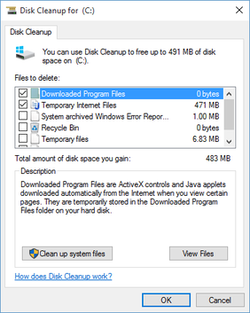 Disk Cleanup for (C:)
Disk Cleanup
You can use Disk Cleanup to free up to 491 MB of disk
space on (C:).
Files to delete:
Downloaded Program Files 0 bytes
Temporary Internet Files 471 MB
System archived Windows Error Repor... 1.00 MB
Recycle Bin 0 bytes
Temporary files 6.83 MB
Total amount of disk space you gain: 483 MB
Description
Downloaded Program Files are ActiveX controls and Java applets
downloaded automatically from the Internet when you view certain
pages. They are temporarily stored in the Downloaded Program
Files folder on your hard disk.
Clean up system files View Files
How does Disk Cleanup work?
OK Cancel